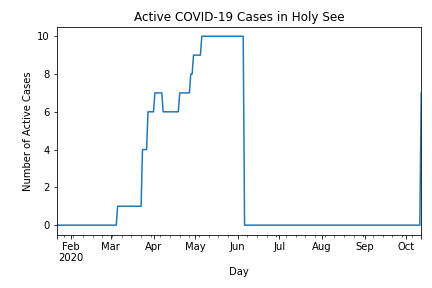 Active COVID-19 Cases in Holy See
Number of Active Cases
10
8
6
4
2
0
Feb Mar Apr May Jun Jul Aug Sep Oct
2020
Day